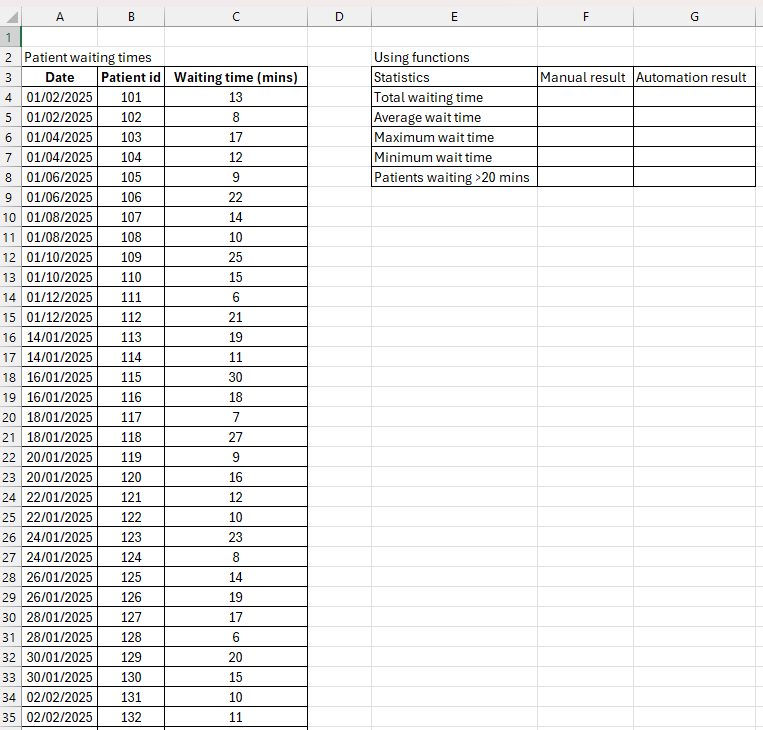 A B C D E F G
1
2 Patient waiting times Using functions
3 Date Patient id Waiting time (mins) Statistics Manual result Automation result
4 01/02/2025 101 13 Total waiting time
5 01/02/2025 102 8 Average wait time
6 01/04/2025 103 17 Maximum wait time
7 01/04/2025 104 12 Minimum wait time
8 01/06/2025 105 9 Patients waiting >20 mins
9 01/06/2025 106 22
10 01/08/2025 107 14
11 01/08/2025 108 10
12 01/10/2025 109 25
13 01/10/2025 110 15
14 01/12/2025 111 6
15 01/12/2025 112 21
16 14/01/2025 113 19
17 14/01/2025 114 11
18 16/01/2025 115 30
19 16/01/2025 116 18
20 18/01/2025 117 7
21 18/01/2025 118 27
22 20/01/2025 119 9
23 20/01/2025 120 16
24 22/01/2025 121 12
25 22/01/2025 122 10
26 24/01/2025 123 23
27 24/01/2025 124 8
28 26/01/2025 125 14
29 26/01/2025 126 19
30 28/01/2025 127 17
31 28/01/2025 128 6
32 30/01/2025 129 20
33 30/01/2025 130 15
34 02/02/2025 131 10
35 02/02/2025 132 11